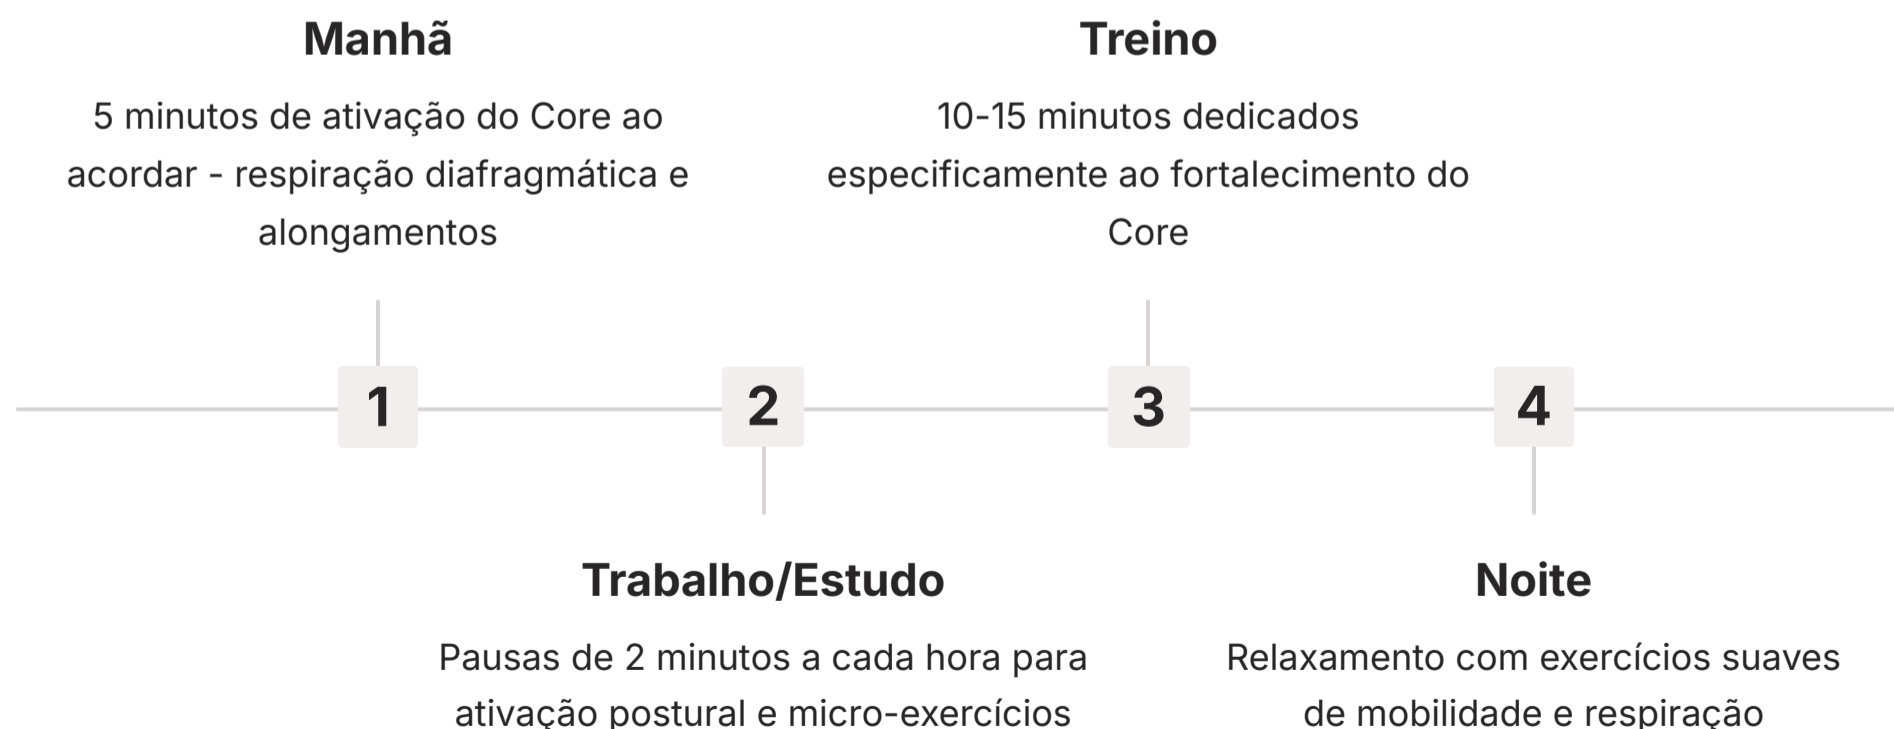 Manhã
5 minutos de ativação do Core ao
acordar - respiração diafragmática e
alongamentos
Treino
10-15 minutos dedicados
especificamente ao fortalecimento do
Core
1
2
3
4
Trabalho/Estudo
Pausas de 2 minutos a cada hora para
ativação postural e micro-exercícios
Noite
Relaxamento com exercícios suaves
de mobilidade e respiração